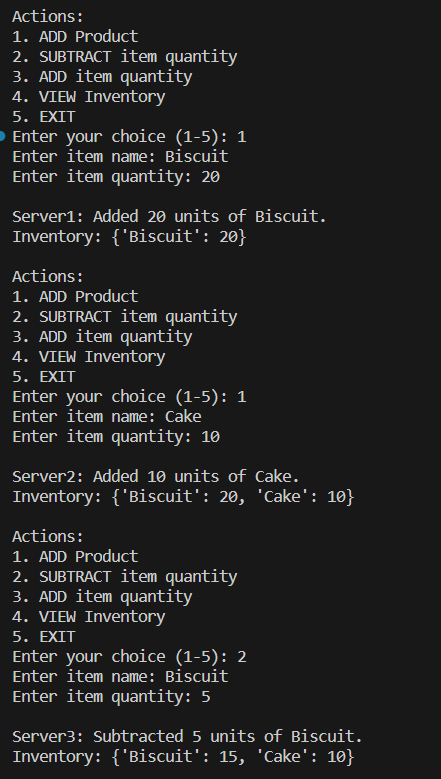 Actions:
1. ADD Product
2. SUBTRACT item quantity
3. ADD item quantity
4. VIEW Inventory
5. EXIT
Enter your choice (1-5): 1
Enter item name: Biscuit
Enter item quantity: 20
Server1: Added 20 units of Biscuit.
Inventory: {'Biscuit': 20}
Actions:
1. ADD Product
2. SUBTRACT item quantity
3. ADD item quantity
4. VIEW Inventory
5. EXIT
Enter your choice (1-5): 1
Enter item name: Cake
Enter item quantity: 10
Server2: Added 10 units of Cake.
Inventory: {'Biscuit': 20, 'Cake': 10}
Actions:
1. ADD Product
2. SUBTRACT item quantity
3. ADD item quantity
4. VIEW Inventory
5. EXIT
Enter your choice (1-5): 2
Enter item name: Biscuit
Enter item quantity: 5
Server3: Subtracted 5 units of Biscuit.
Inventory: {'Biscuit': 15, 'Cake': 10}